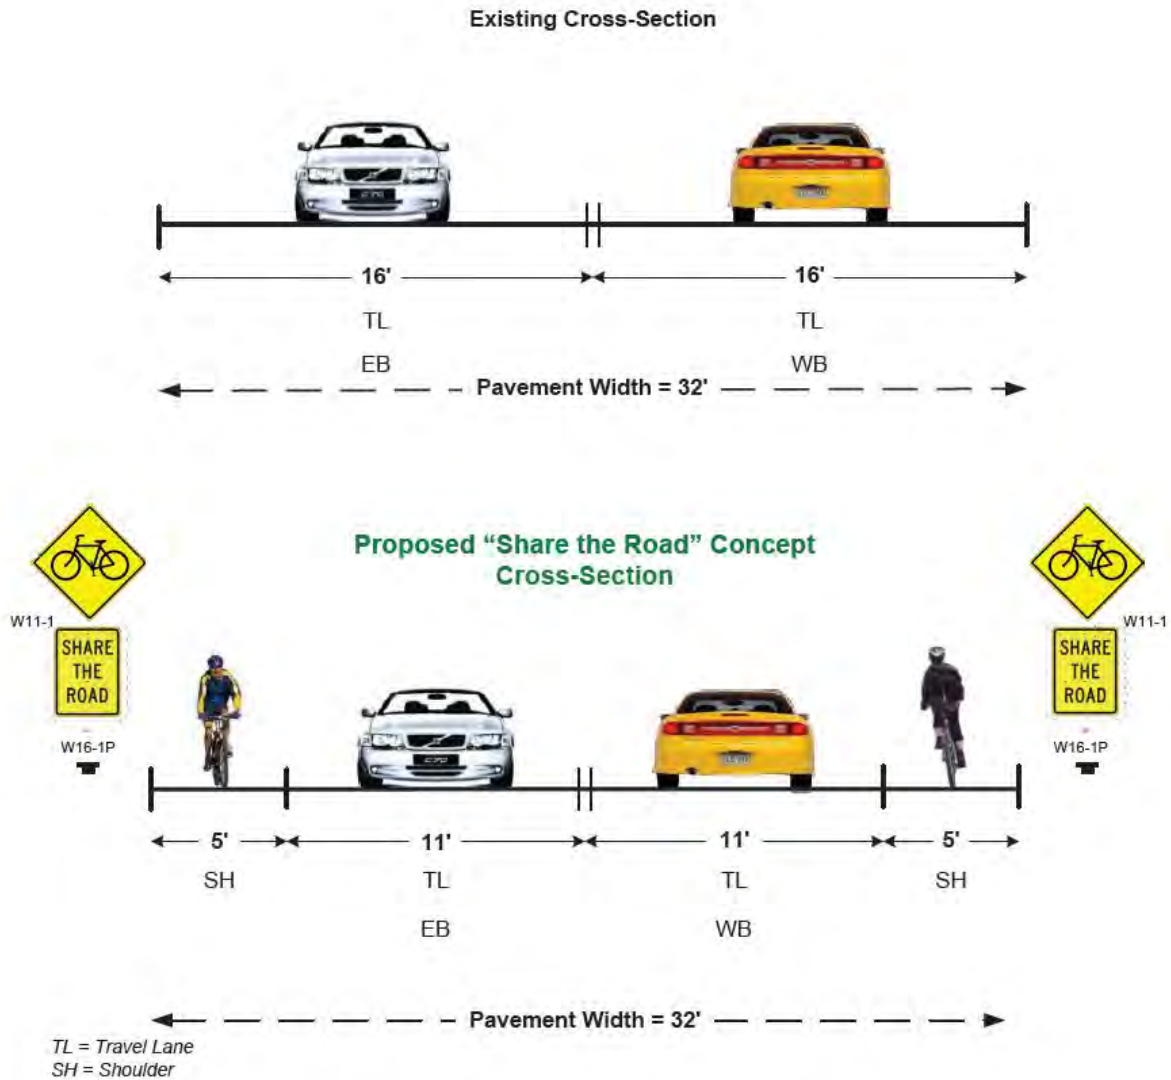 Existing Cross-Section
16' 16'
TL TL
EB WB
Pavement Width = 32'
Proposed “Share the Road” Concept
Cross-Section
W11-1 W11-1
SHARE
THE
ROAD
SHARE
THE
ROAD
W16-1P W16-1P
5' 11' 11' 5'
SH TL TL SH
EB WB
Pavement Width = 32'
TL = Travel Lane
SH = Shoulder